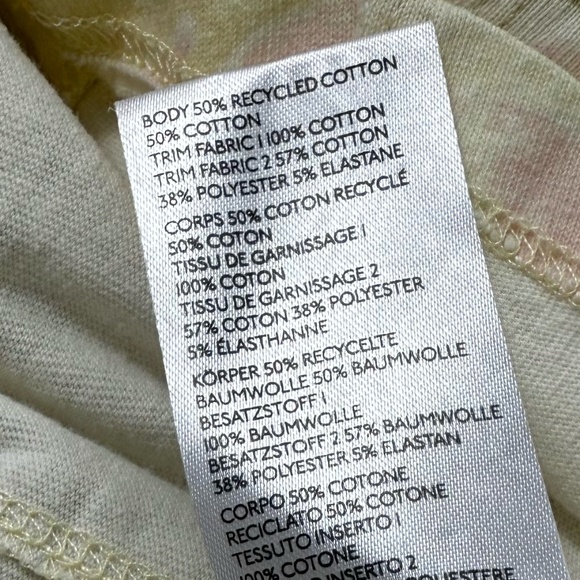 BODY 50% RECYCLED COTTON
50% COTTON
TRIM FABRIC 1 100% COTTON
TRIM FABRIC 2 57% COTTON
38% POLYESTER 5% ELASTANE
CORPS 50% COTON RECYCLÉ
50% COTON
TISSU DE GARNISSAGE 1
100% COTON
TISSU DE GARNISSAGE 2
57% COTON 38% POLYESTER
5% ÉLASTHANNE
KÖRPER 50% RECYCELTE
BAUMWOLLE 50% BAUMWOLLE
BESATZSTOFF 1
100% BAUMWOLLE
BESATZSTOFF 2 57% BAUMWOLLE
38% POLYESTER 5% ELASTAN
CORPO 50% COTONE
RECICLATO 50% COTONE
TESSUTO INSERTO 1
100% COTONE
INSERTO 2